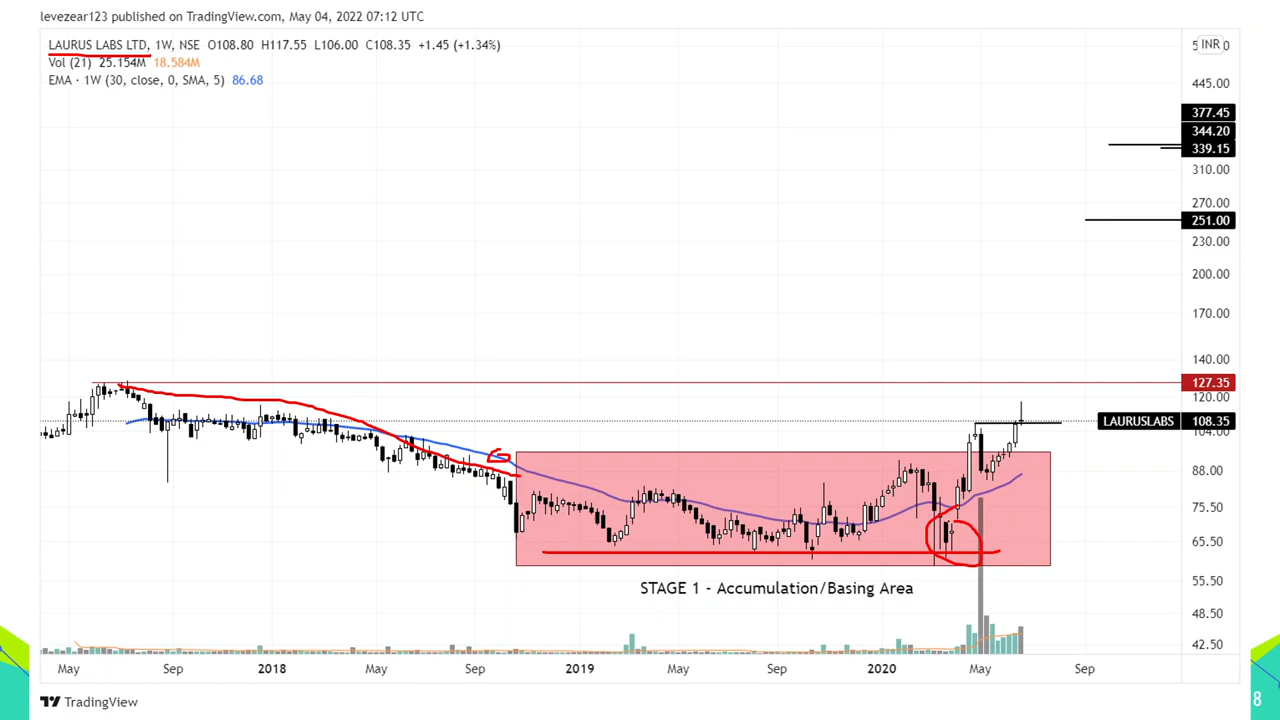 levezear123 published on TradingView.com, May 04, 2022 07:12 UTC
LAURUS LABS LTD, 1W, NSE O108.80 H117.55 L106.00 C108.35 +1.45 (+1.34%)
Vol (21) 25.154M 18.584M
EMA · 1W (30, close, 0, SMA, 5) 86.68
INR
445.00
377.45
344.20
339.15
310.00
270.00
251.00
230.00
200.00
170.00
140.00
127.35
120.00
LAURUSLABS 108.35
104.00
88.00
75.50
65.50
55.50
STAGE 1 - Accumulation/Basing Area
48.50
42.50
May Sep 2018 May Sep 2019 May Sep 2020 May Sep
TradingView
8